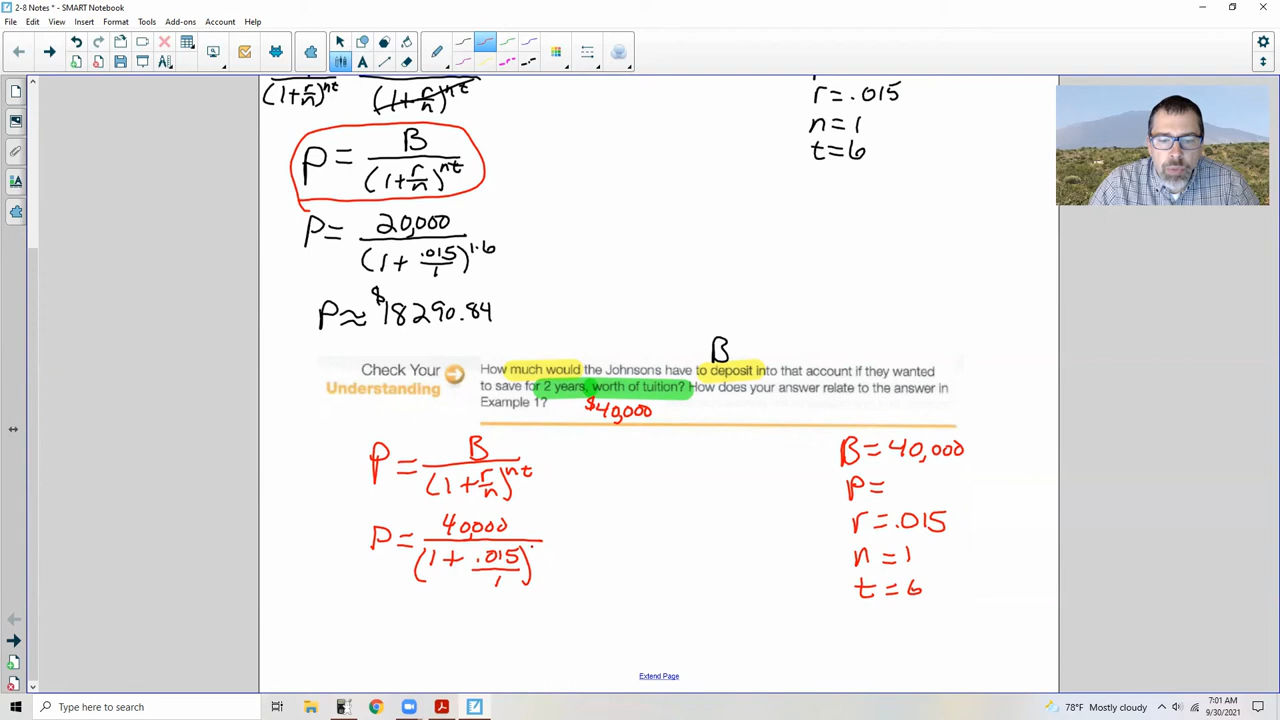 2-8 Notes * - SMART Notebook
File Edit View Insert Format Tools Add-ons Account Help
(1+r/n)^nt (1+r/n)^nt
r = .015
n = 1
t = 6
P = B/(1+r/n)^nt
P = 20,000/(1 + .015/1)^1·6
P ≈ $18290.84
B
Check Your Understanding
How much would the Johnsons have to deposit into that account if they wanted
to save for 2 years, worth of tuition? How does your answer relate to the answer in
Example 1?
$40,000
P = B/(1+r/n)^nt
P = 40,000/(1 + .015/1)
B = 40,000
P =
r = .015
n = 1
t = 6
Extend Page
Type here to search
78°F Mostly cloudy
7:01 AM
9/30/2021